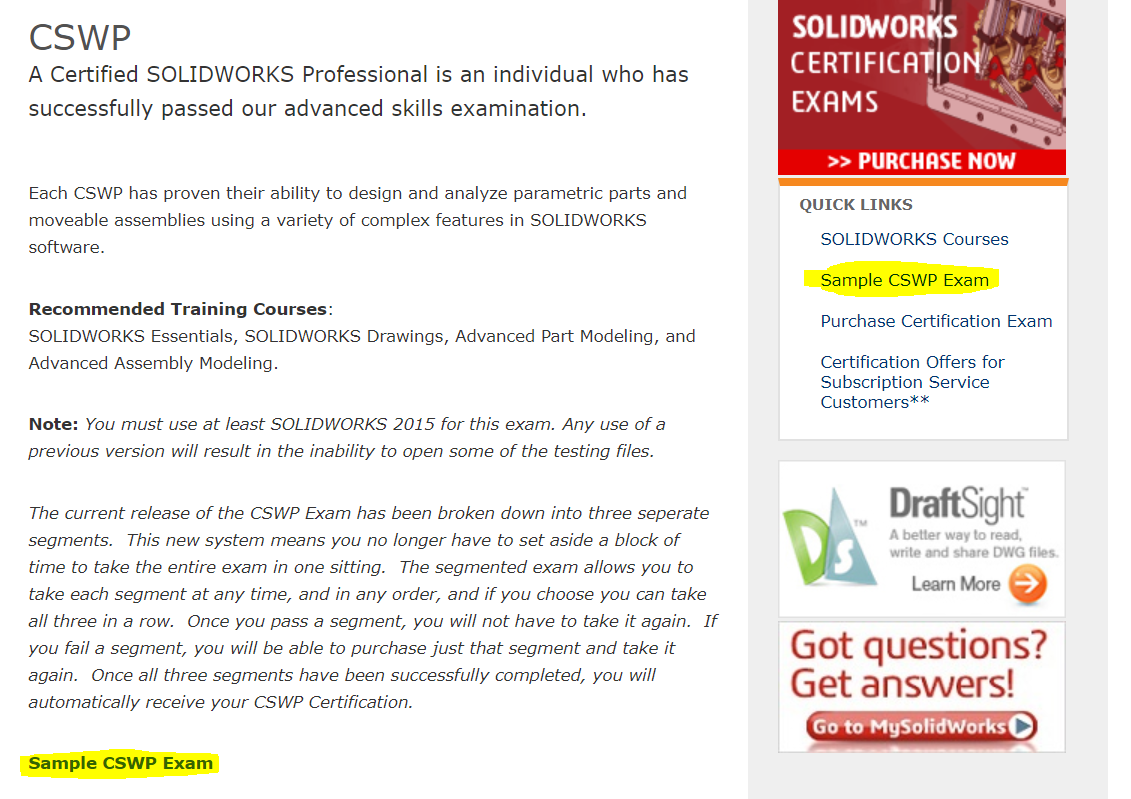 CSWP
A Certified SOLIDWORKS Professional is an individual who has
successfully passed our advanced skills examination.
Each CSWP has proven their ability to design and analyze parametric parts and
moveable assemblies using a variety of complex features in SOLIDWORKS
software.
Recommended Training Courses:
SOLIDWORKS Essentials, SOLIDWORKS Drawings, Advanced Part Modeling, and
Advanced Assembly Modeling.
Note: You must use at least SOLIDWORKS 2015 for this exam. Any use of a
previous version will result in the inability to open some of the testing files.
The current release of the CSWP Exam has been broken down into three seperate
segments.  This new system means you no longer have to set aside a block of
time to take the entire exam in one sitting.  The segmented exam allows you to
take each segment at any time, and in any order, and if you choose you can take
all three in a row.  Once you pass a segment, you will not have to take it again.  If
you fail a segment, you will be able to purchase just that segment and take it
again.  Once all three segments have been successfully completed, you will
automatically receive your CSWP Certification.
Sample CSWP Exam
SOLIDWORKS
CERTIFICATION
EXAMS
>> PURCHASE NOW
QUICK LINKS
SOLIDWORKS Courses
Sample CSWP Exam
Purchase Certification Exam
Certification Offers for
Subscription Service
Customers**
DS™
DraftSight™
A better way to read,
write and share DWG files.
Learn More
Got questions?
Get answers!
Go to MySolidWorks